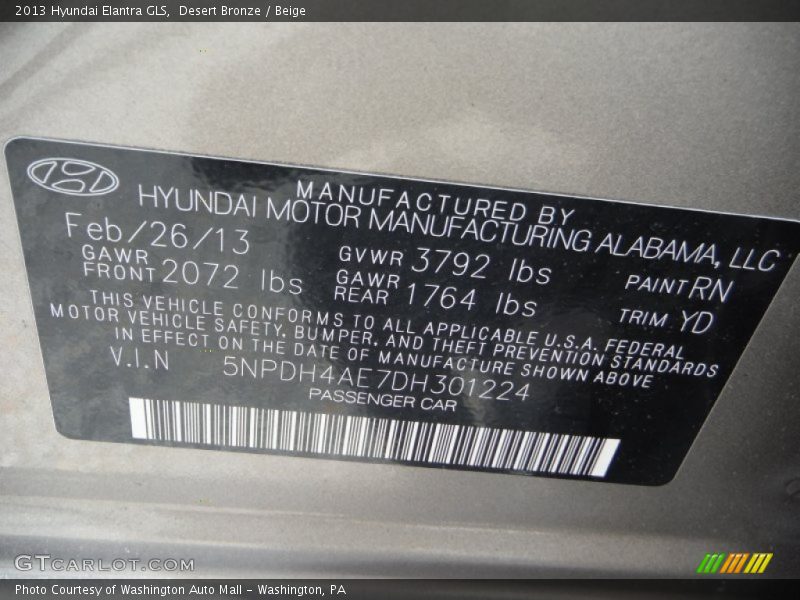 2013 Hyundai Elantra GLS, Desert Bronze / Beige
MANUFACTURED BY
HYUNDAI MOTOR MANUFACTURING ALABAMA, LLC
Feb/26/13
GAWR FRONT 2072 lbs
GVWR 3792 lbs
GAWR REAR 1764 lbs
PAINT RN
TRIM YD
THIS VEHICLE CONFORMS TO ALL APPLICABLE U.S.A. FEDERAL
MOTOR VEHICLE SAFETY, BUMPER, AND THEFT PREVENTION STANDARDS
IN EFFECT ON THE DATE OF MANUFACTURE SHOWN ABOVE
V.I.N 5NPDH4AE7DH301224
PASSENGER CAR
GTCARLOT.COM
Photo Courtesy of Washington Auto Mall - Washington, PA